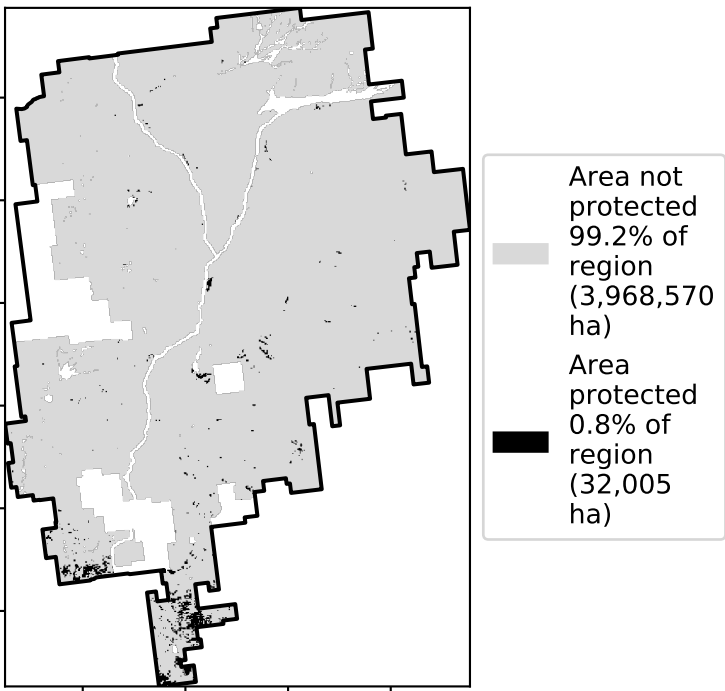 Area not
protected
99.2% of
region
(3,968,570
ha)
Area
protected
0.8% of
region
(32,005
ha)